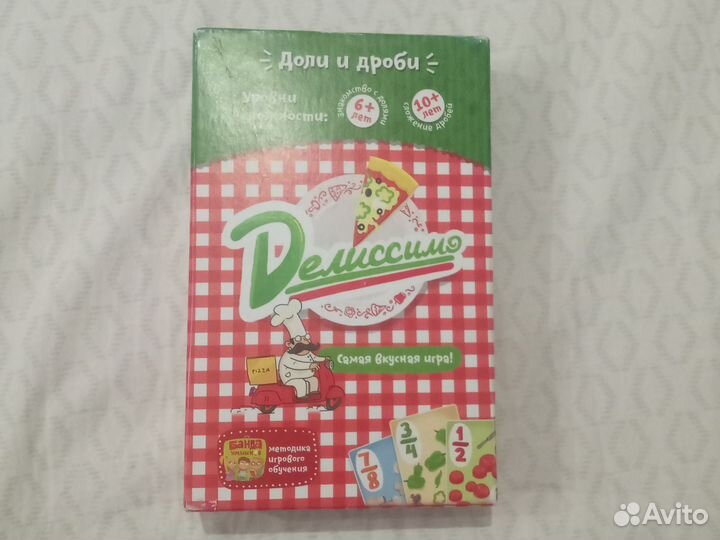 Доли и дроби
Уровни
сложности:
знакомство с долями
6+
лет
10+
лет
сложение дробей
Делиссимо
PIZZA
Самая вкусная игра!
БАНДА
УМНИКОВ
методика
игрового
обучения
7/8
3/4
1/2
Avito